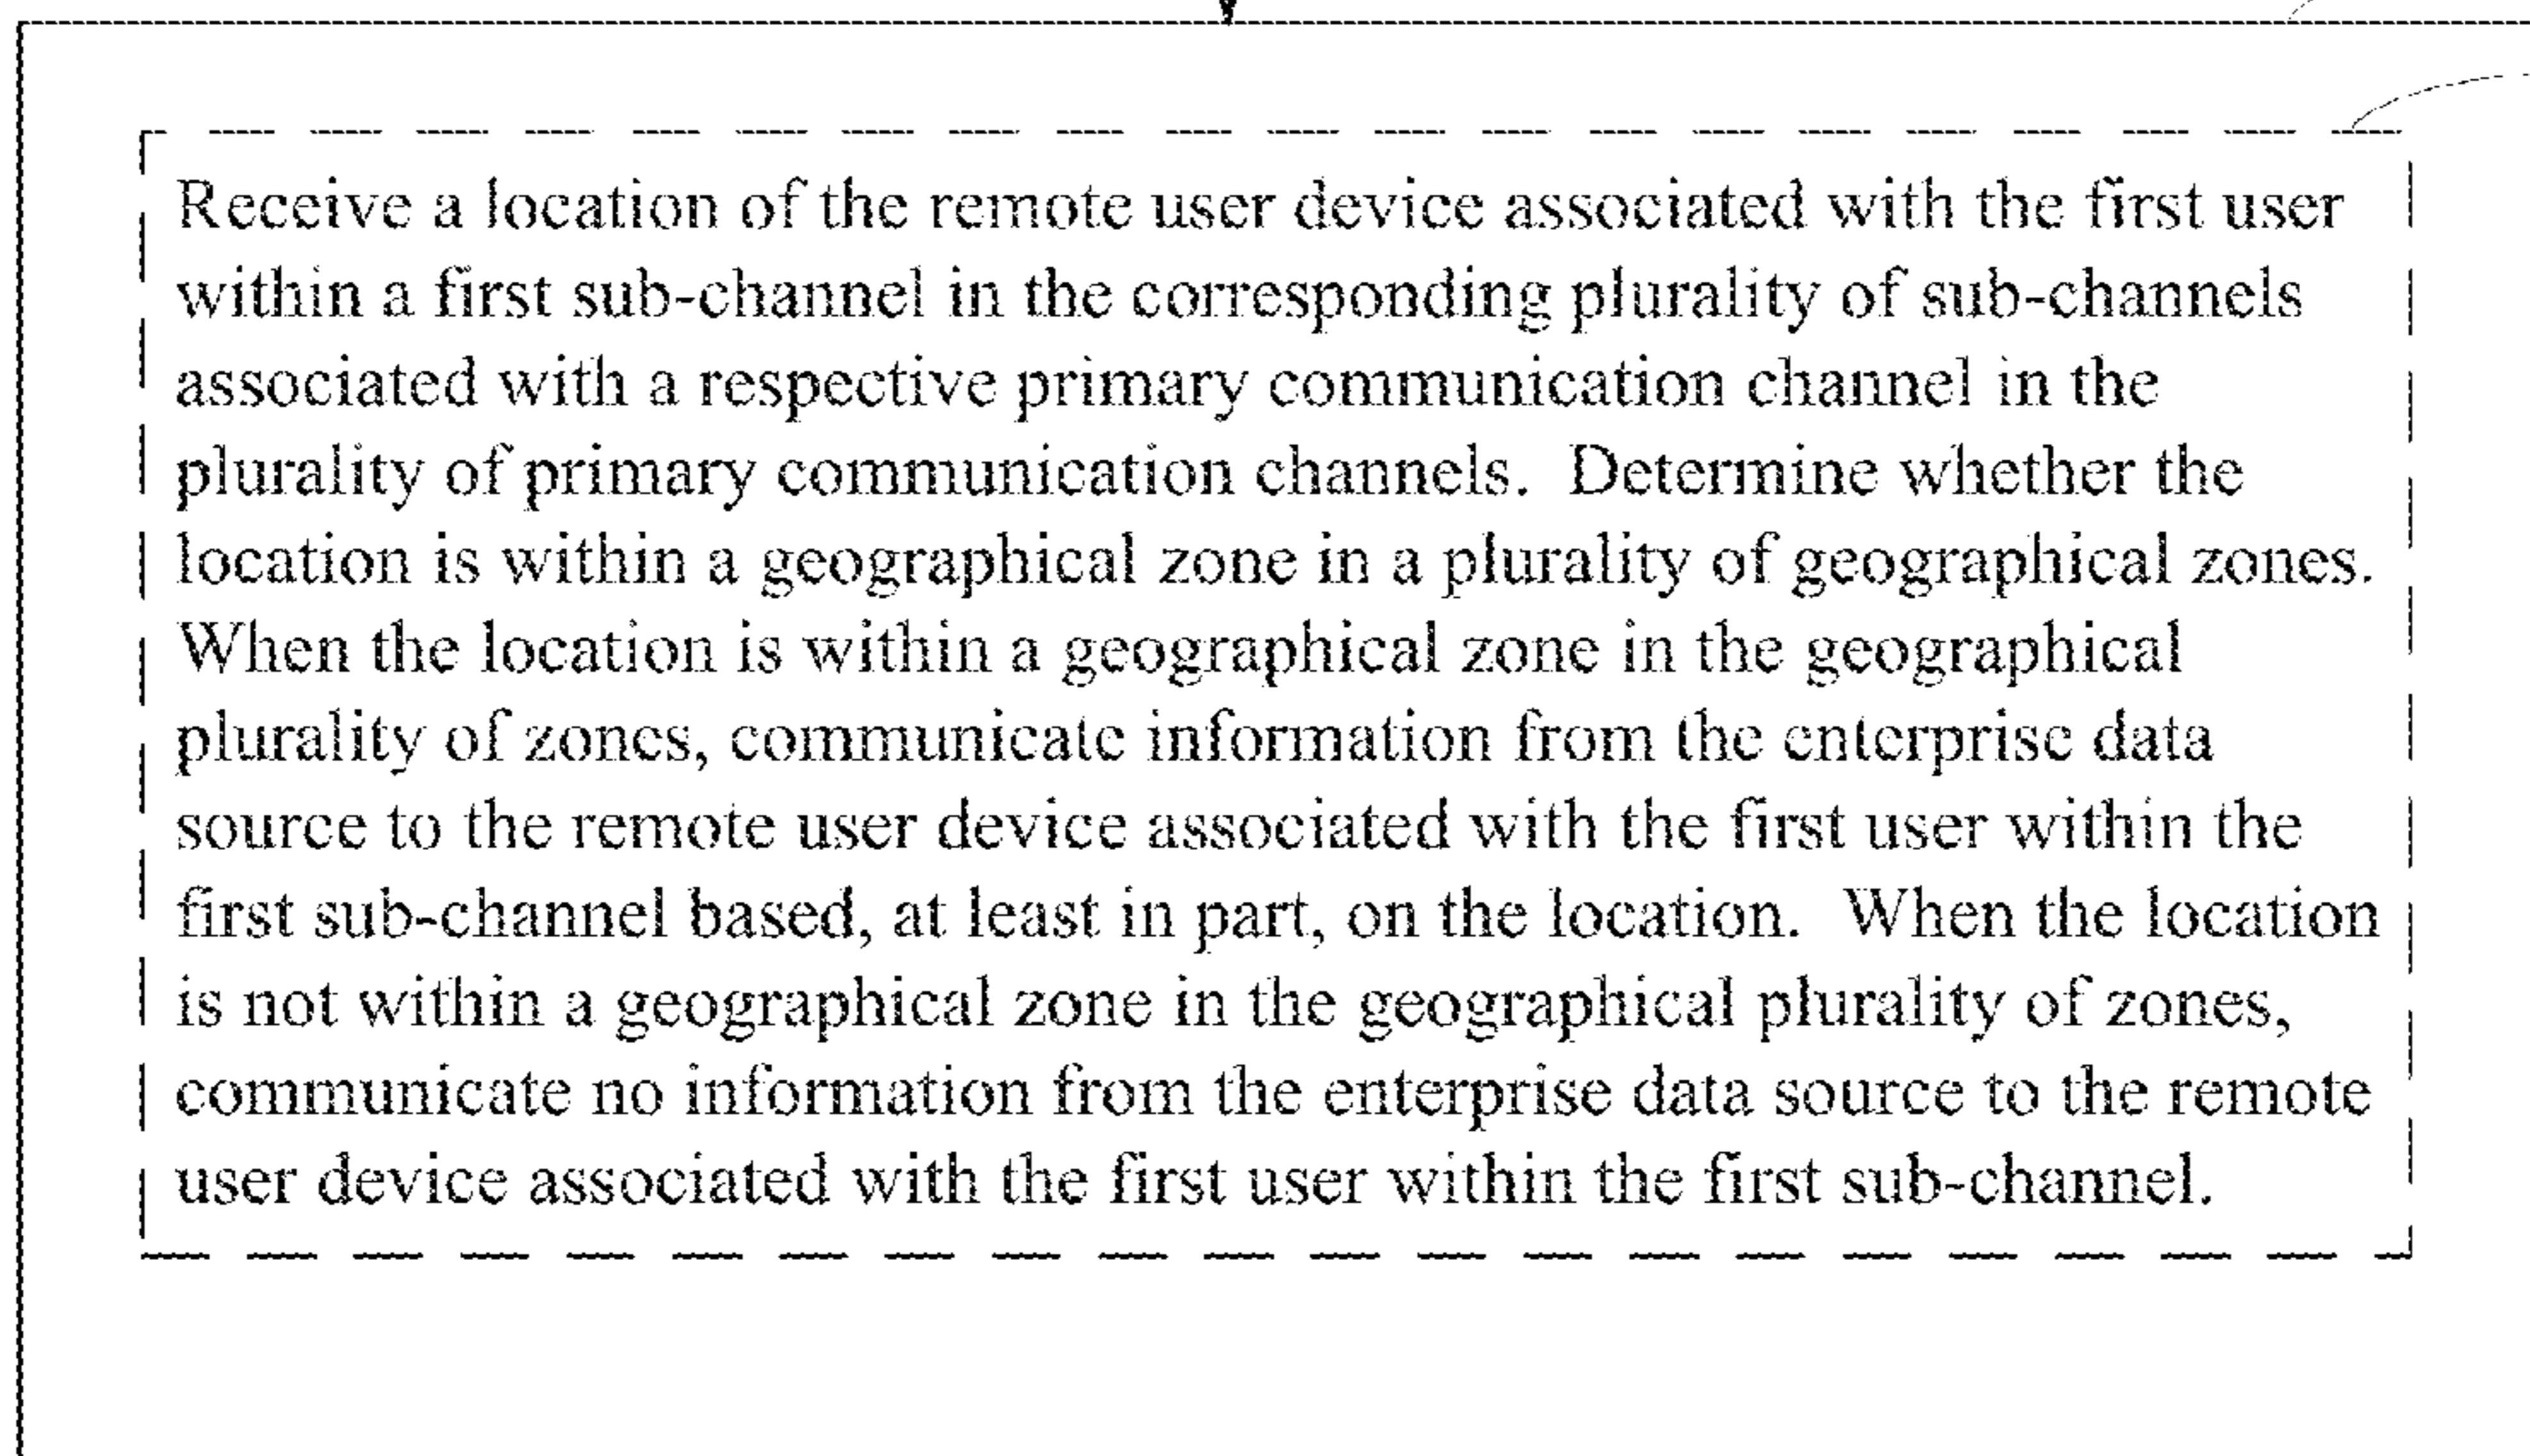 Receive a location of the remote user device associated with the first user
within a first sub-channel in the corresponding plurality of sub-channels
associated with a respective primary communication channel in the
plurality of primary communication channels.  Determine whether the
location is within a geographical zone in a plurality of geographical zones.
When the location is within a geographical zone in the geographical
plurality of zones, communicate information from the enterprise data
source to the remote user device associated with the first user within the
first sub-channel based, at least in part, on the location.  When the location
is not within a geographical zone in the geographical plurality of zones,
communicate no information from the enterprise data source to the remote
user device associated with the first user within the first sub-channel.